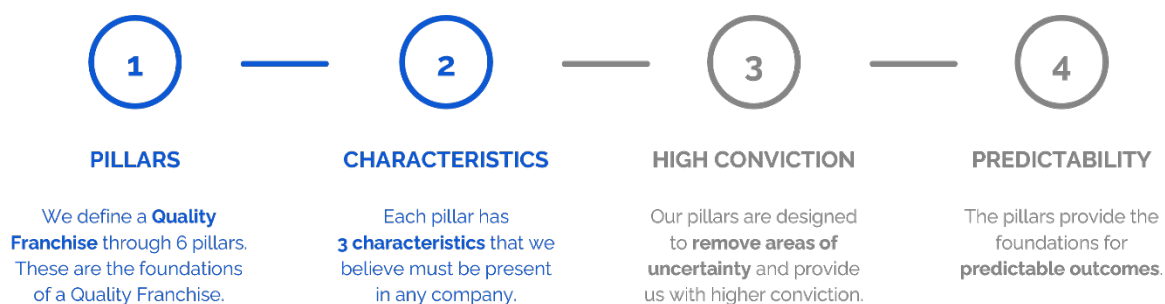 1
2
3
4
PILLARS
CHARACTERISTICS
HIGH CONVICTION
PREDICTABILITY
We define a Quality
Franchise through 6 pillars.
These are the foundations
of a Quality Franchise.
Each pillar has
3 characteristics that we
believe must be present
in any company.
Our pillars are designed
to remove areas of
uncertainty and provide
us with higher conviction.
The pillars provide the
foundations for
predictable outcomes.